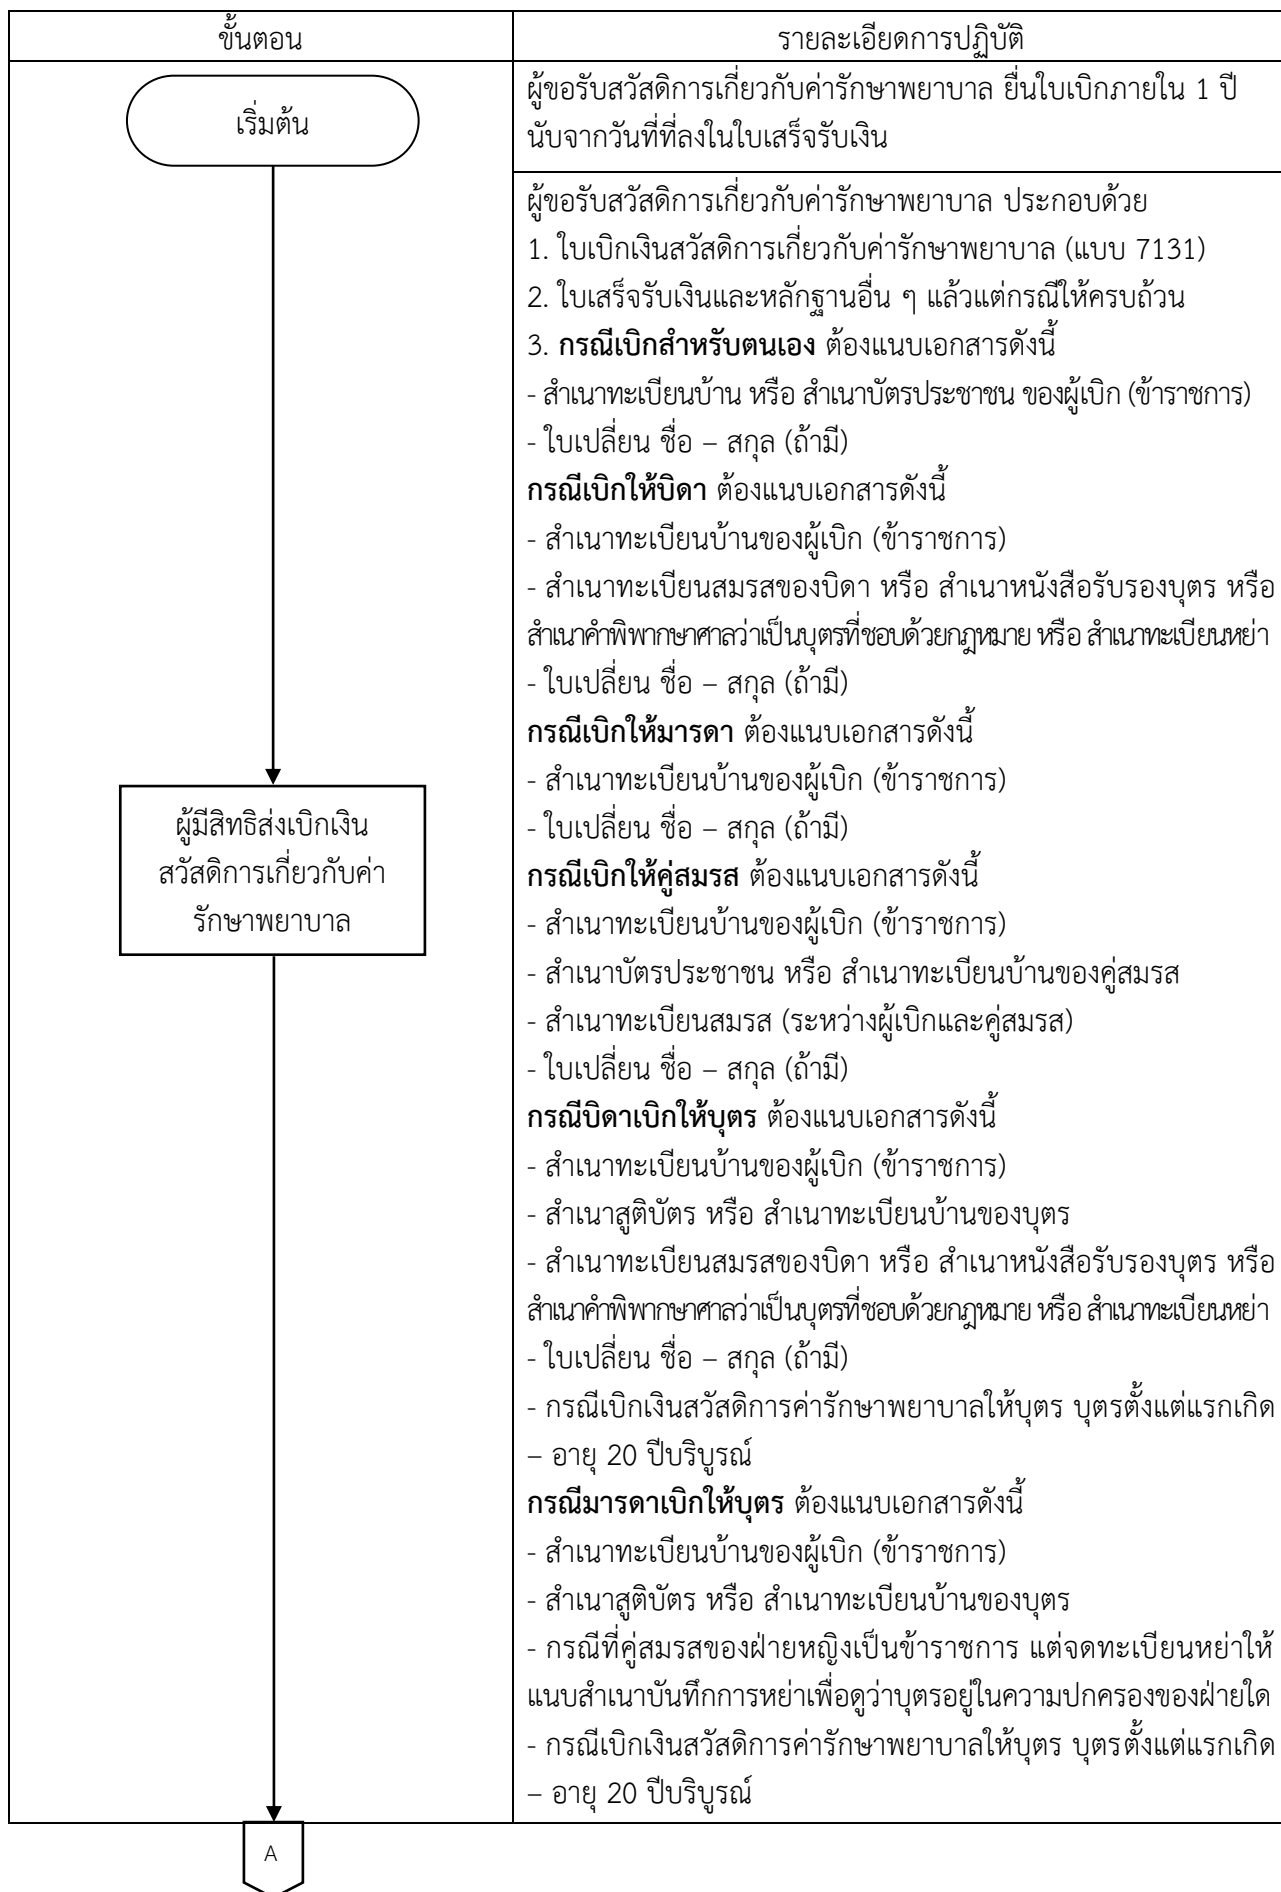 ขั้นตอน
รายละเอียดการปฏิบัติ
เริ่มต้น
ผู้ขอรับสวัสดิการเกี่ยวกับค่ารักษาพยาบาล ยื่นใบเบิกภายใน 1 ปี
นับจากวันที่ที่ลงในใบเสร็จรับเงิน
ผู้มีสิทธิส่งเบิกเงิน
สวัสดิการเกี่ยวกับค่า
รักษาพยาบาล
ผู้ขอรับสวัสดิการเกี่ยวกับค่ารักษาพยาบาล ประกอบด้วย
1. ใบเบิกเงินสวัสดิการเกี่ยวกับค่ารักษาพยาบาล (แบบ 7131)
2. ใบเสร็จรับเงินและหลักฐานอื่น ๆ แล้วแต่กรณีให้ครบถ้วน
3. กรณีเบิกสำหรับตนเอง ต้องแนบเอกสารดังนี้
- สำเนาทะเบียนบ้าน หรือ สำเนาบัตรประชาชน ของผู้เบิก (ข้าราชการ)
- ใบเปลี่ยน ชื่อ – สกุล (ถ้ามี)
กรณีเบิกให้บิดา ต้องแนบเอกสารดังนี้
- สำเนาทะเบียนบ้านของผู้เบิก (ข้าราชการ)
- สำเนาทะเบียนสมรสของบิดา หรือ สำเนาหนังสือรับรองบุตร หรือ
สำเนาคำพิพากษาศาลว่าเป็นบุตรที่ชอบด้วยกฎหมาย หรือ สำเนาทะเบียนหย่า
- ใบเปลี่ยน ชื่อ – สกุล (ถ้ามี)
กรณีเบิกให้มารดา ต้องแนบเอกสารดังนี้
- สำเนาทะเบียนบ้านของผู้เบิก (ข้าราชการ)
- ใบเปลี่ยน ชื่อ – สกุล (ถ้ามี)
กรณีเบิกให้คู่สมรส ต้องแนบเอกสารดังนี้
- สำเนาทะเบียนบ้านของผู้เบิก (ข้าราชการ)
- สำเนาบัตรประชาชน หรือ สำเนาทะเบียนบ้านของคู่สมรส
- สำเนาทะเบียนสมรส (ระหว่างผู้เบิกและคู่สมรส)
- ใบเปลี่ยน ชื่อ – สกุล (ถ้ามี)
กรณีบิดาเบิกให้บุตร ต้องแนบเอกสารดังนี้
- สำเนาทะเบียนบ้านของผู้เบิก (ข้าราชการ)
- สำเนาสูติบัตร หรือ สำเนาทะเบียนบ้านของบุตร
- สำเนาทะเบียนสมรสของบิดา หรือ สำเนาหนังสือรับรองบุตร หรือ
สำเนาคำพิพากษาศาลว่าเป็นบุตรที่ชอบด้วยกฎหมาย หรือ สำเนาทะเบียนหย่า
- ใบเปลี่ยน ชื่อ – สกุล (ถ้ามี)
- กรณีเบิกเงินสวัสดิการค่ารักษาพยาบาลให้บุตร บุตรตั้งแต่แรกเกิด
– อายุ 20 ปีบริบูรณ์
กรณีมารดาเบิกให้บุตร ต้องแนบเอกสารดังนี้
- สำเนาทะเบียนบ้านของผู้เบิก (ข้าราชการ)
- สำเนาสูติบัตร หรือ สำเนาทะเบียนบ้านของบุตร
- กรณีที่คู่สมรสของฝ่ายหญิงเป็นข้าราชการ แต่จดทะเบียนหย่าให้
แนบสำเนาบันทึกการหย่าเพื่อดูว่าบุตรอยู่ในความปกครองของฝ่ายใด
- กรณีเบิกเงินสวัสดิการค่ารักษาพยาบาลให้บุตร บุตรตั้งแต่แรกเกิด
– อายุ 20 ปีบริบูรณ์
A